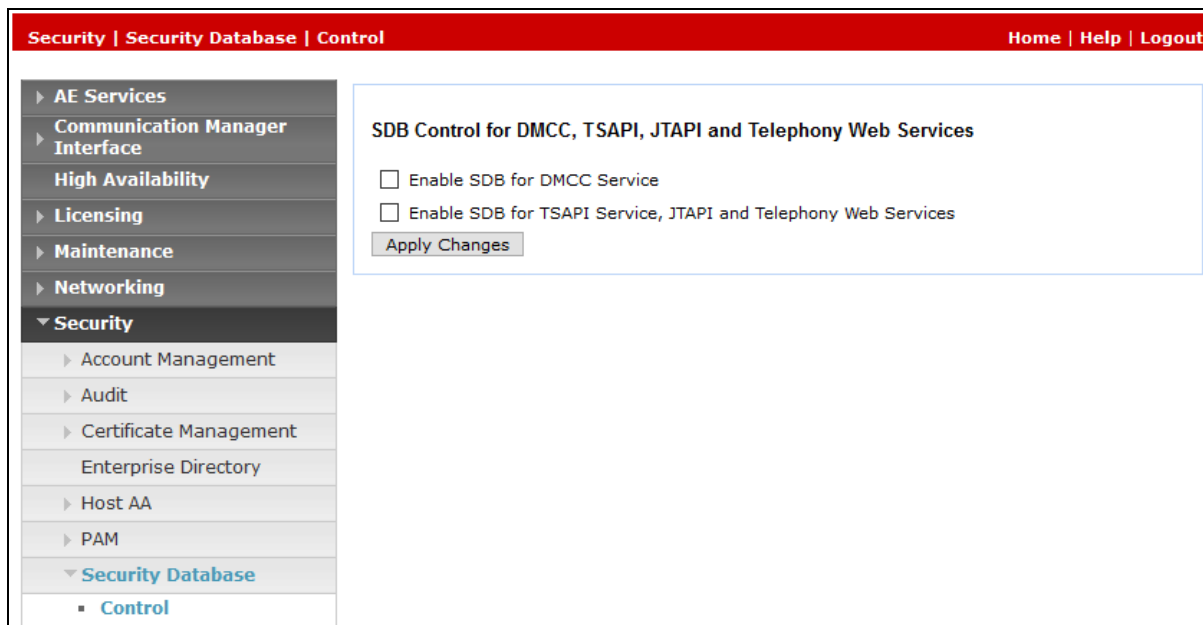 Security | Security Database | Control
Home | Help | Logout
AE Services
Communication Manager
Interface
High Availability
Licensing
Maintenance
Networking
Security
Account Management
Audit
Certificate Management
Enterprise Directory
Host AA
PAM
Security Database
Control
SDB Control for DMCC, TSAPI, JTAPI and Telephony Web Services
Enable SDB for DMCC Service
Enable SDB for TSAPI Service, JTAPI and Telephony Web Services
Apply Changes